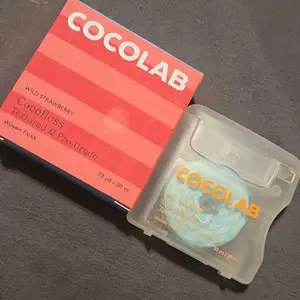 COCOLAB
WILD STRAWBERRY
Cocofloss
Textured & Pro-Grade
Woven Floss
33 yd / 30 m
COCOLAB